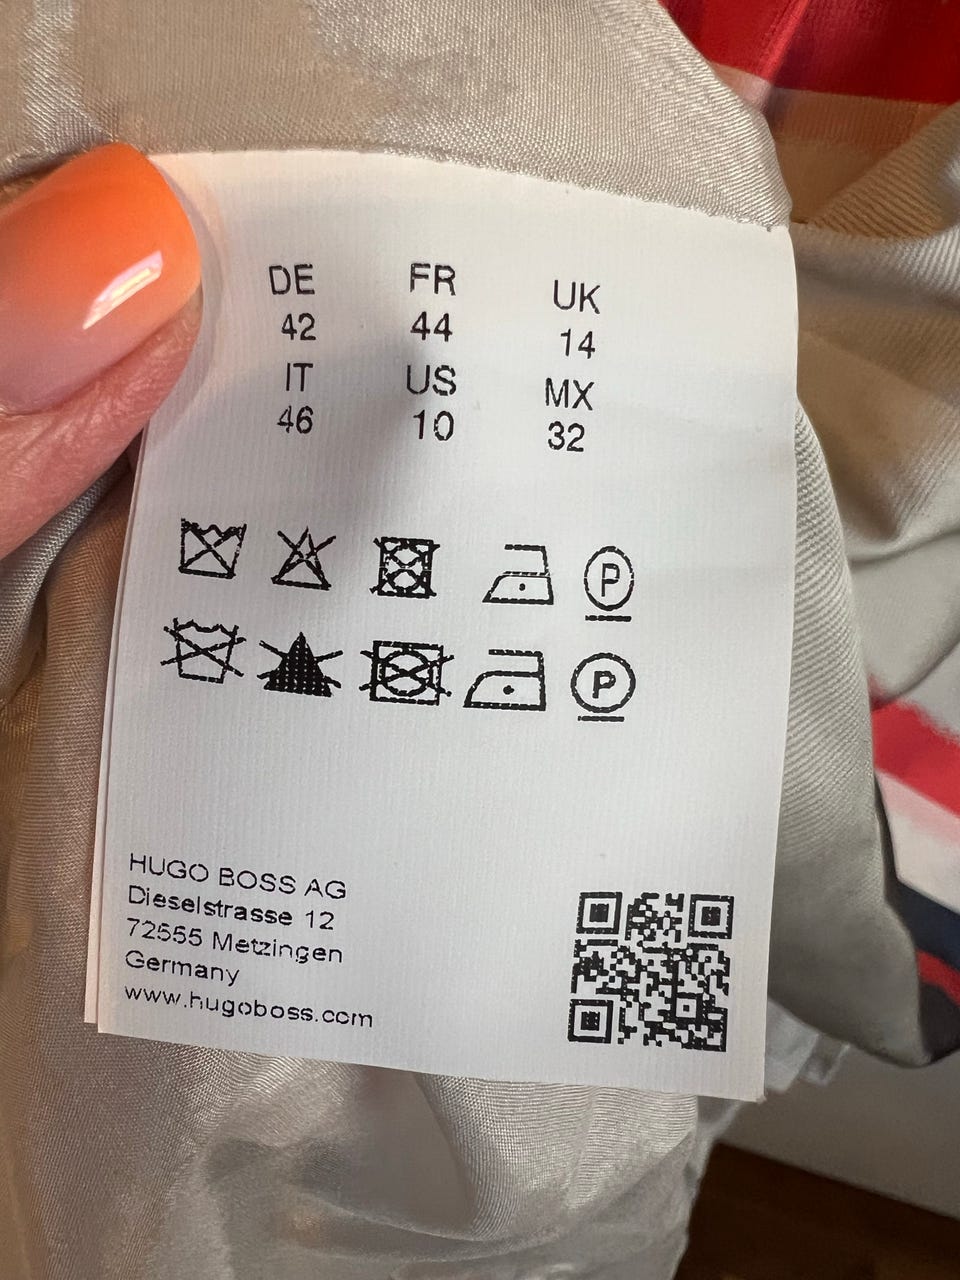 DE FR UK
42 44 14
IT US MX
46 10 32
P
P
HUGO BOSS AG
Dieselstrasse 12
72555 Metzingen
Germany
www.hugoboss.com